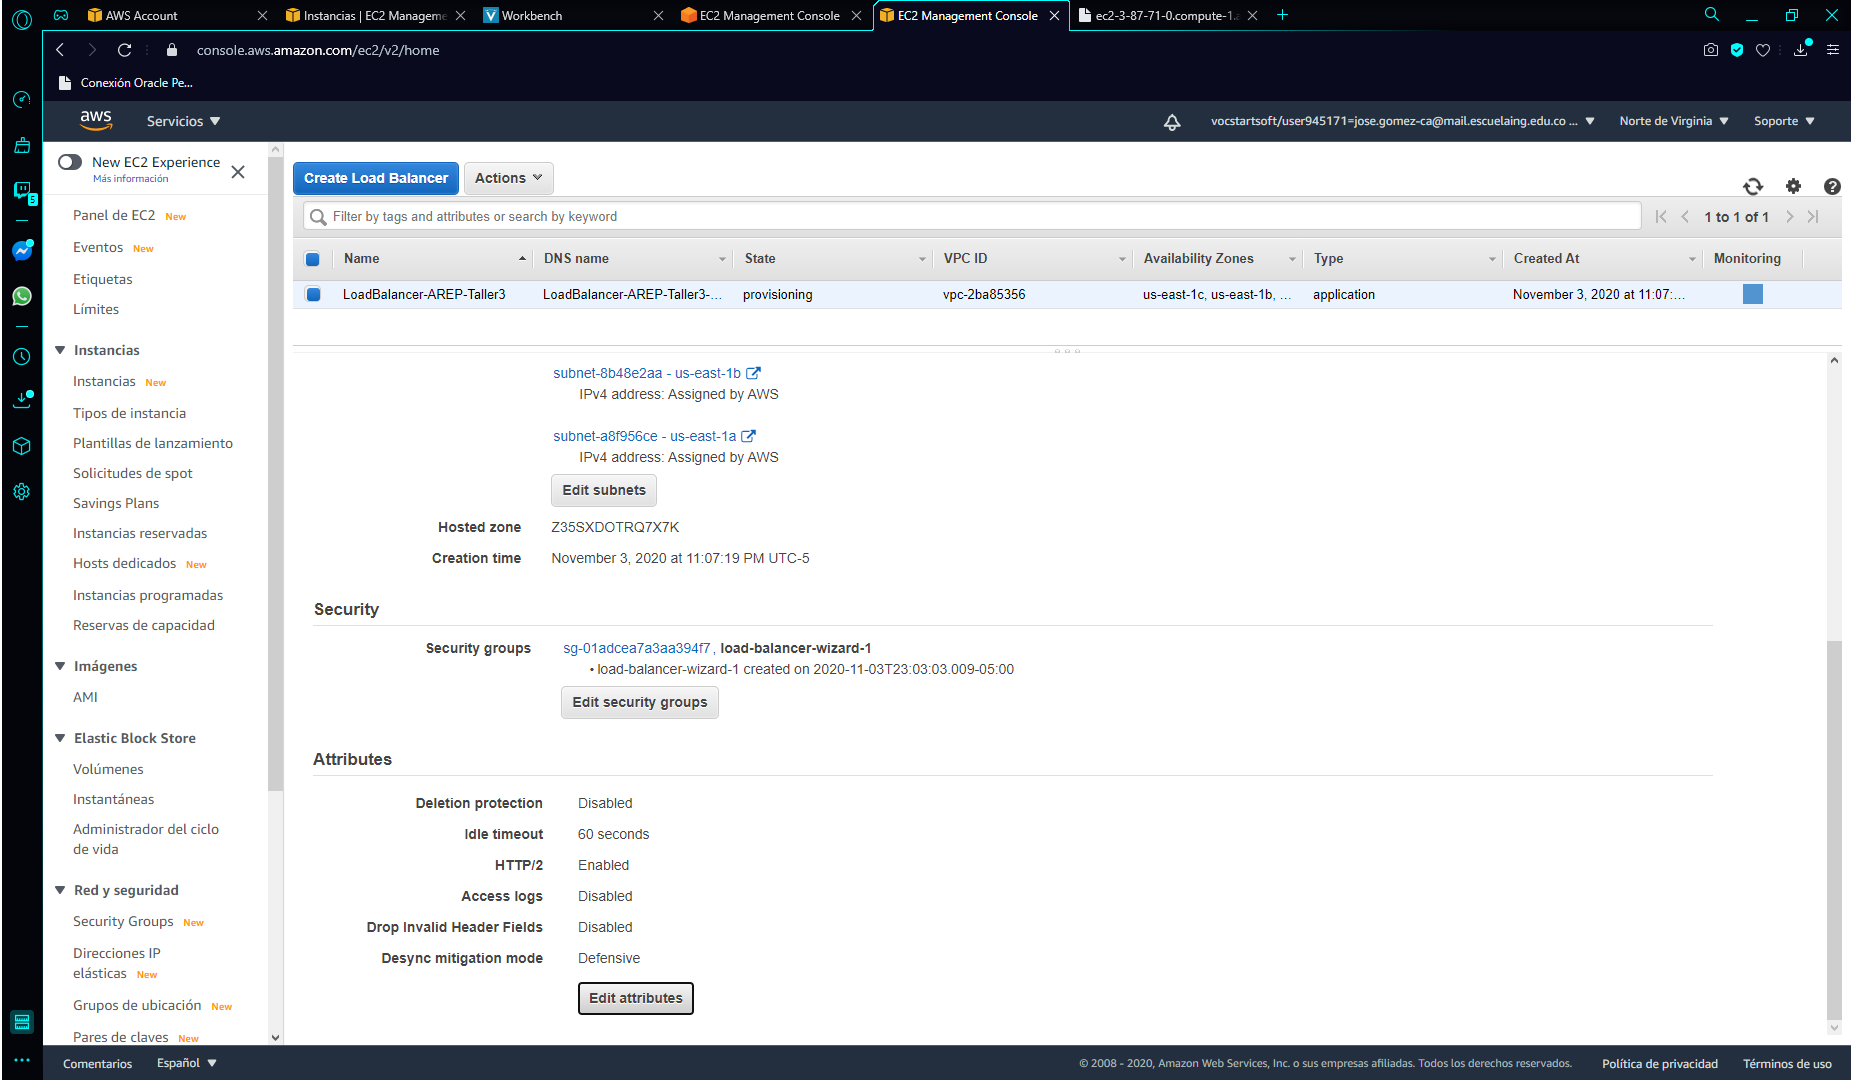 AWS Account
Instancias | EC2 Manageme
Workbench
EC2 Management Console
EC2 Management Console
ec2-3-87-71-0.compute-1.a
console.aws.amazon.com/ec2/v2/home
Conexión Oracle Pe...
aws
Servicios
vocstartsoft/user945171=jose.gomez-ca@mail.escuelaing.edu.co ...
Norte de Virginia
Soporte
5
New EC2 Experience
Más información
Panel de EC2 New
Eventos New
Etiquetas
Límites
Instancias
Instancias New
Tipos de instancia
Plantillas de lanzamiento
Solicitudes de spot
Savings Plans
Instancias reservadas
Hosts dedicados New
Instancias programadas
Reservas de capacidad
Imágenes
AMI
Elastic Block Store
Volúmenes
Instantáneas
Administrador del ciclo
de vida
Red y seguridad
Security Groups New
Direcciones IP
elásticas New
Grupos de ubicación New
Pares de claves New
Create Load Balancer
Actions
Filter by tags and attributes or search by keyword
1 to 1 of 1
Name DNS name State VPC ID Availability Zones Type Created At Monitoring
LoadBalancer-AREP-Taller3 LoadBalancer-AREP-Taller3-... provisioning vpc-2ba85356 us-east-1c, us-east-1b, ... application November 3, 2020 at 11:07:...
subnet-8b48e2aa - us-east-1b
IPv4 address: Assigned by AWS
subnet-a8f956ce - us-east-1a
IPv4 address: Assigned by AWS
Edit subnets
Hosted zone Z35SXDOTRQ7X7K
Creation time November 3, 2020 at 11:07:19 PM UTC-5
Security
Security groups sg-01adcea7a3aa394f7, load-balancer-wizard-1
• load-balancer-wizard-1 created on 2020-11-03T23:03:03.009-05:00
Edit security groups
Attributes
Deletion protection Disabled
Idle timeout 60 seconds
HTTP/2 Enabled
Access logs Disabled
Drop Invalid Header Fields Disabled
Desync mitigation mode Defensive
Edit attributes
Comentarios
Español
© 2008 - 2020, Amazon Web Services, Inc. o sus empresas afiliadas. Todos los derechos reservados.
Política de privacidad
Términos de uso